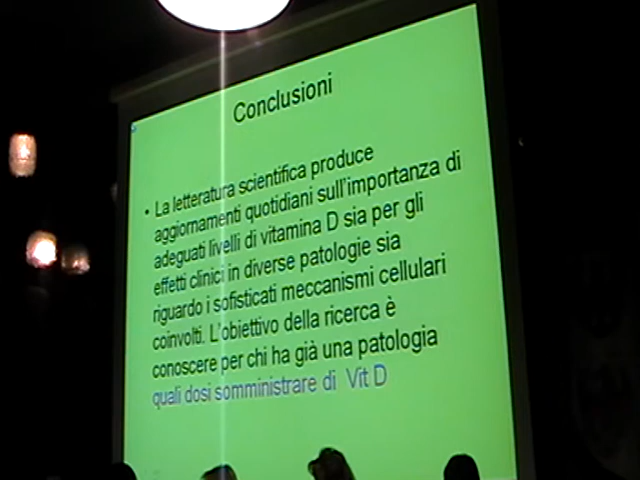 Conclusioni
• La letteratura scientifica produce
aggiornamenti quotidiani sull'importanza di
adeguati livelli di vitamina D sia per gli
effetti clinici in diverse patologie sia
riguardo i sofisticati meccanismi cellulari
coinvolti. L'obiettivo della ricerca è
conoscere per chi ha già una patologia
quali dosi somministrare di Vit D